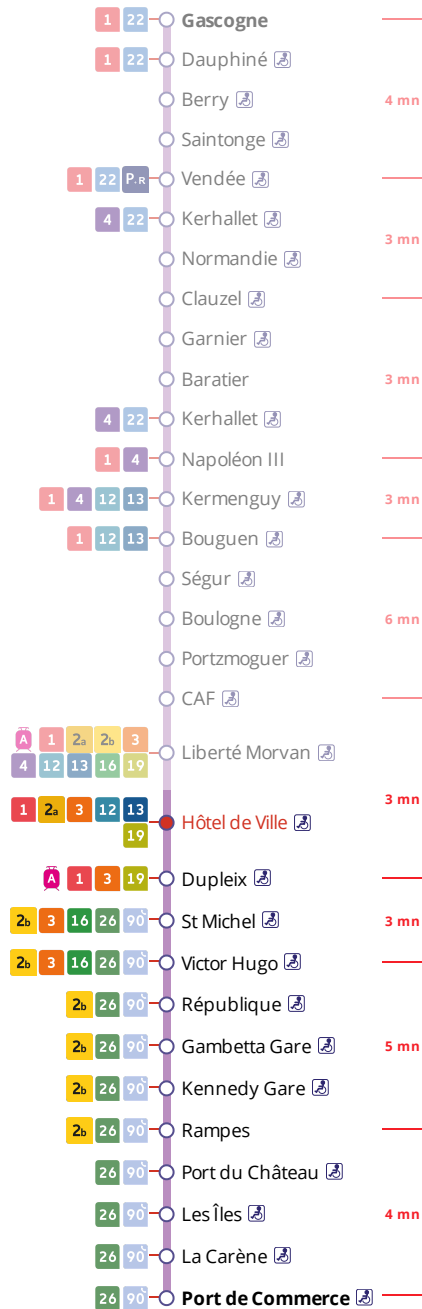 1 22 Gascogne
1 22 Dauphiné
Berry 4 mn
Saintonge
1 22 P+R Vendée
4 22 Kerhallet
3 mn
Normandie
Clauzel
Garnier
Baratier 3 mn
4 22 Kerhallet
1 4 Napoléon III
1 4 12 13 Kermenguy 3 mn
1 12 13 Bouguen
Ségur
Boulogne 6 mn
Portzmoguer
CAF
A 1 2a 2b 3
Liberté Morvan
4 12 13 16 19
3 mn
1 2a 3 12 13
Hôtel de Ville
19
A 1 3 19 Dupleix
2b 3 16 26 90 St Michel 3 mn
2b 3 16 26 90 Victor Hugo
2b 26 90 République
2b 26 90 Gambetta Gare 5 mn
2b 26 90 Kennedy Gare
2b 26 90 Rampes
26 90 Port du Château
26 90 Les Îles 4 mn
26 90 La Carène
26 90 Port de Commerce